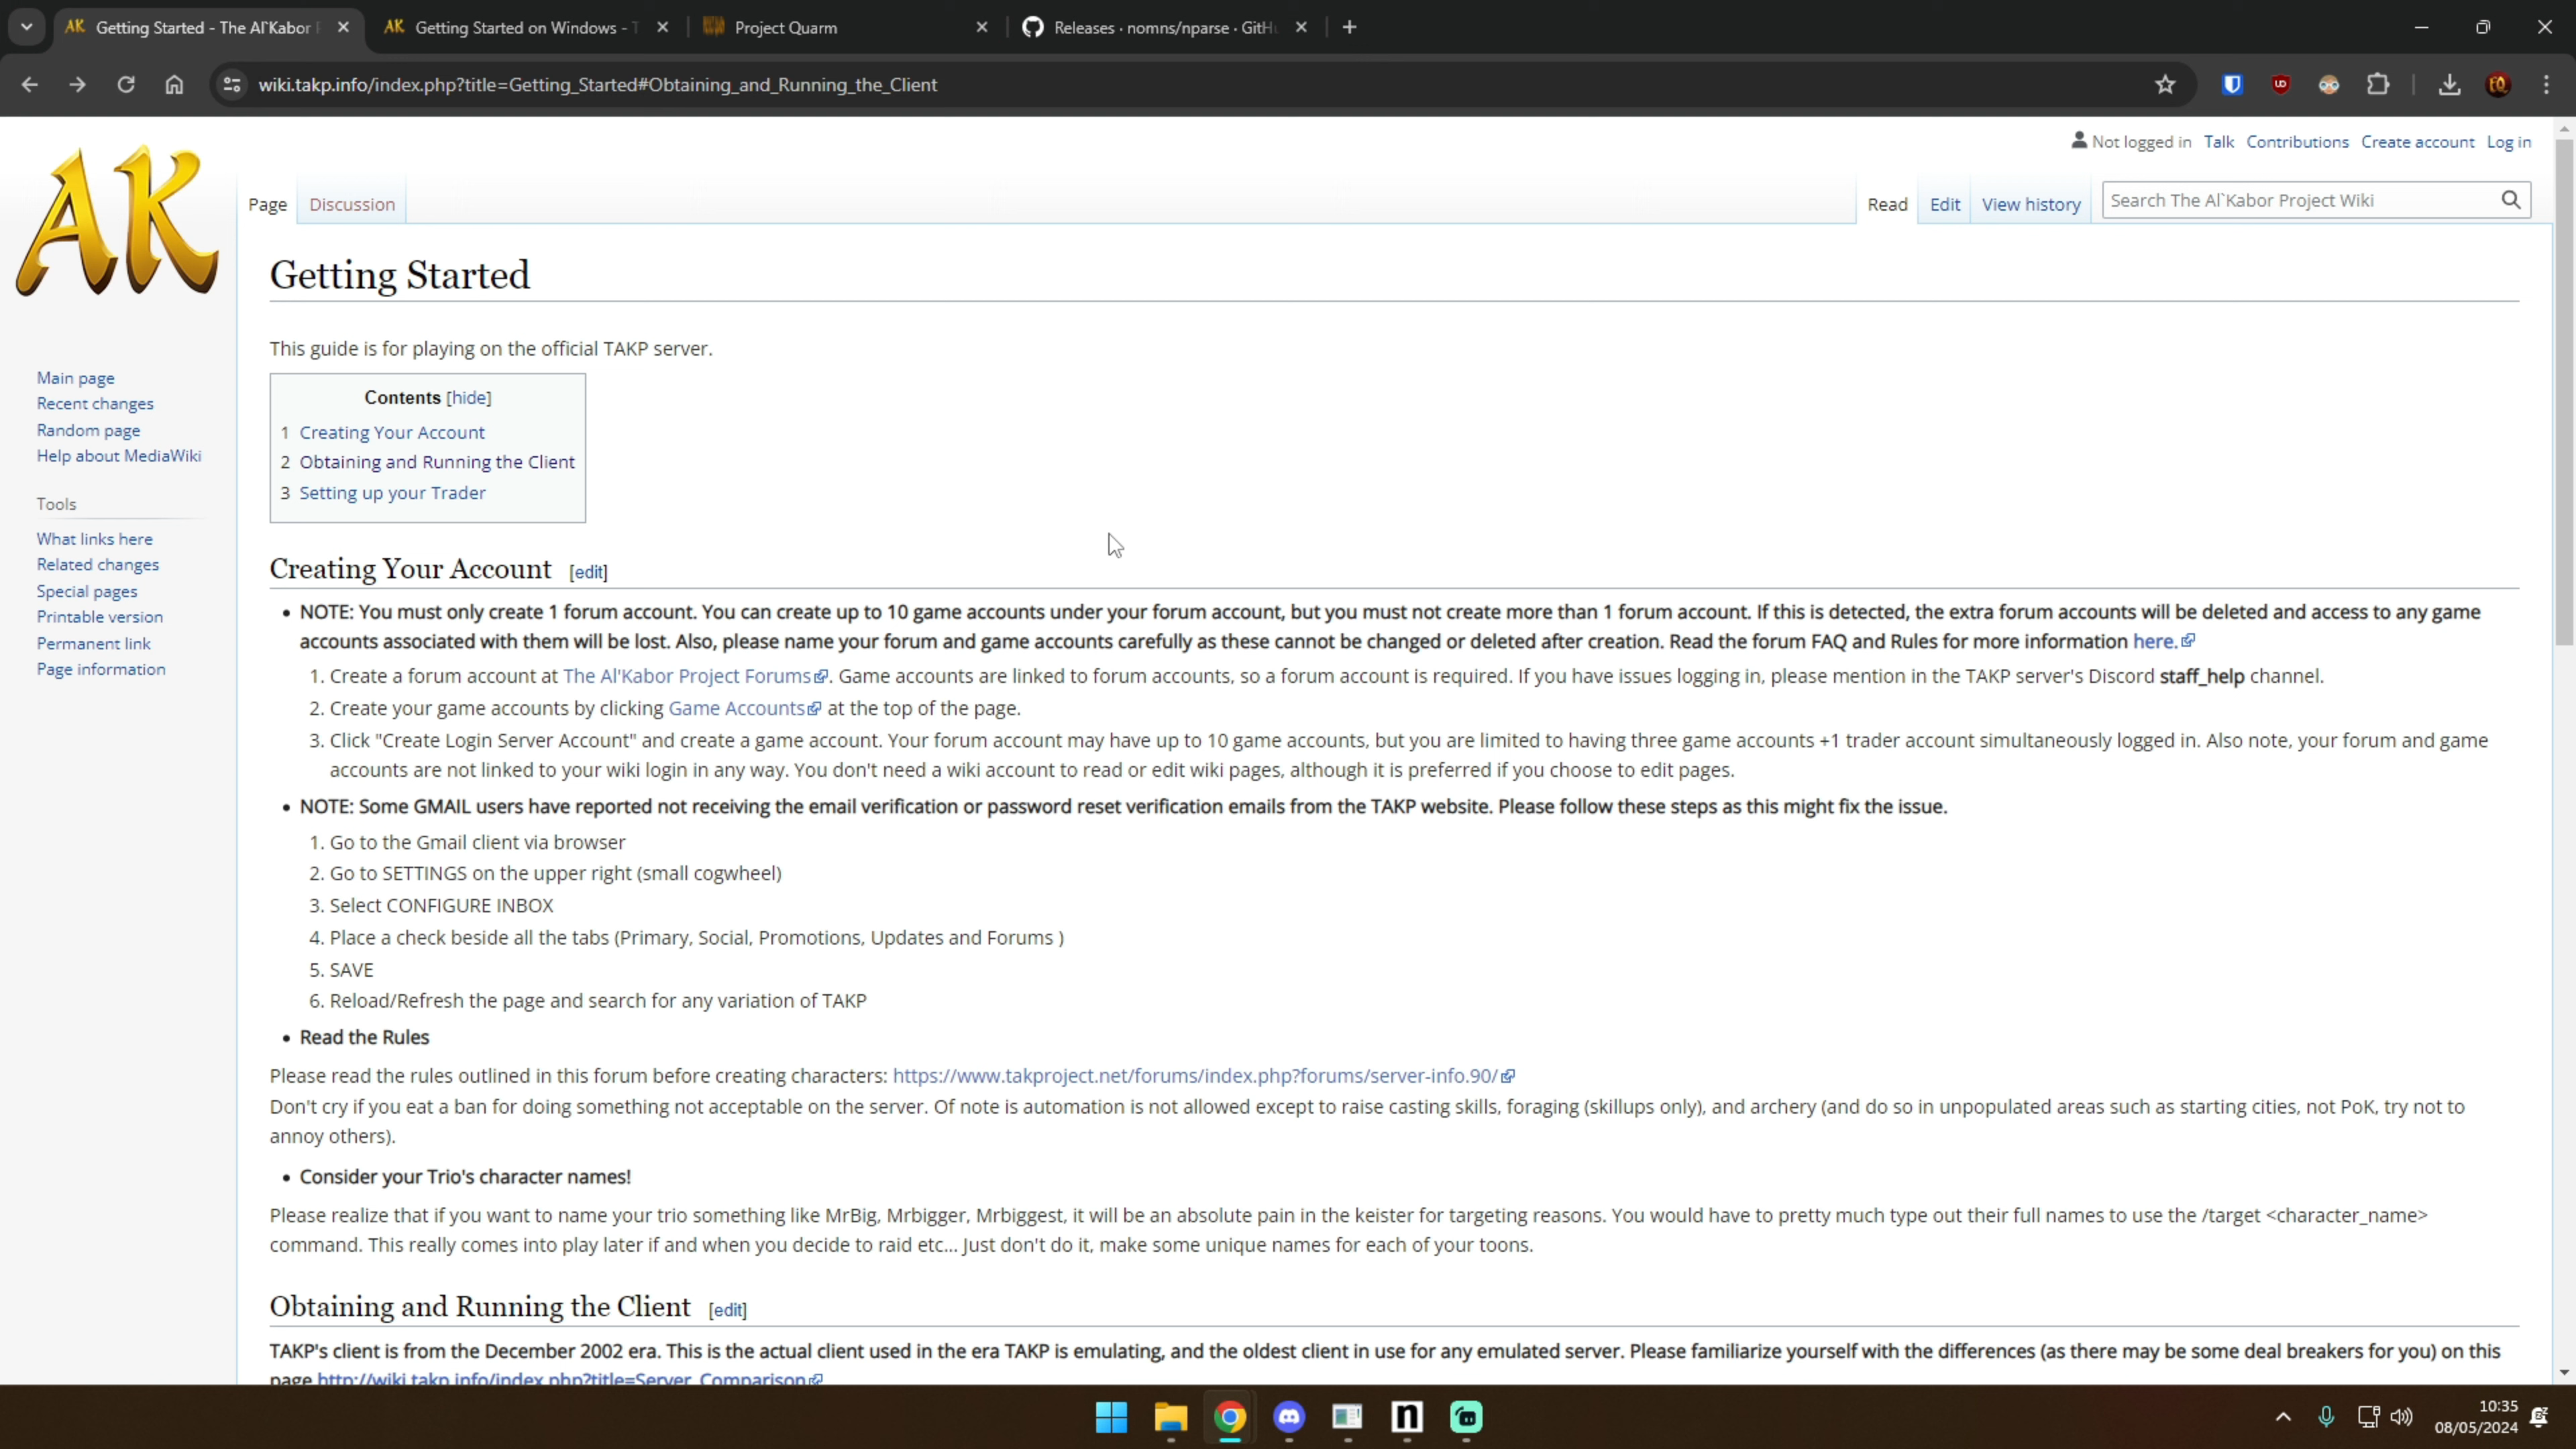 Getting Started - The Al`Kabor
Getting Started on Windows - T
Project Quarm
Releases · nomns/nparse · GitH
wiki.takp.info/index.php?title=Getting_Started#Obtaining_and_Running_the_Client
AK
Not logged in Talk Contributions Create account Log in
Page Discussion Read Edit View history Search The Al`Kabor Project Wiki
Getting Started
This guide is for playing on the official TAKP server.
Main page
Recent changes
Random page
Help about MediaWiki
Tools
What links here
Related changes
Special pages
Printable version
Permanent link
Page information
Contents [hide]
1 Creating Your Account
2 Obtaining and Running the Client
3 Setting up your Trader
Creating Your Account [edit]
• NOTE: You must only create 1 forum account. You can create up to 10 game accounts under your forum account, but you must not create more than 1 forum account. If this is detected, the extra forum accounts will be deleted and access to any game
accounts associated with them will be lost. Also, please name your forum and game accounts carefully as these cannot be changed or deleted after creation. Read the forum FAQ and Rules for more information here.
1. Create a forum account at The Al'Kabor Project Forums. Game accounts are linked to forum accounts, so a forum account is required. If you have issues logging in, please mention in the TAKP server's Discord staff_help channel.
2. Create your game accounts by clicking Game Accounts at the top of the page.
3. Click "Create Login Server Account" and create a game account. Your forum account may have up to 10 game accounts, but you are limited to having three game accounts +1 trader account simultaneously logged in. Also note, your forum and game
accounts are not linked to your wiki login in any way. You don't need a wiki account to read or edit wiki pages, although it is preferred if you choose to edit pages.
• NOTE: Some GMAIL users have reported not receiving the email verification or password reset verification emails from the TAKP website. Please follow these steps as this might fix the issue.
1. Go to the Gmail client via browser
2. Go to SETTINGS on the upper right (small cogwheel)
3. Select CONFIGURE INBOX
4. Place a check beside all the tabs (Primary, Social, Promotions, Updates and Forums )
5. SAVE
6. Reload/Refresh the page and search for any variation of TAKP
• Read the Rules
Please read the rules outlined in this forum before creating characters: https://www.takproject.net/forums/index.php?forums/server-info.90/
Don't cry if you eat a ban for doing something not acceptable on the server. Of note is automation is not allowed except to raise casting skills, foraging (skillups only), and archery (and do so in unpopulated areas such as starting cities, not PoK, try not to
annoy others).
• Consider your Trio's character names!
Please realize that if you want to name your trio something like MrBig, Mrbigger, Mrbiggest, it will be an absolute pain in the keister for targeting reasons. You would have to pretty much type out their full names to use the /target <character_name>
command. This really comes into play later if and when you decide to raid etc... Just don't do it, make some unique names for each of your toons.
Obtaining and Running the Client [edit]
TAKP's client is from the December 2002 era. This is the actual client used in the era TAKP is emulating, and the oldest client in use for any emulated server. Please familiarize yourself with the differences (as there may be some deal breakers for you) on this
page http://wiki.takp.info/index.php?title=Server_Comparison
10:35
08/05/2024